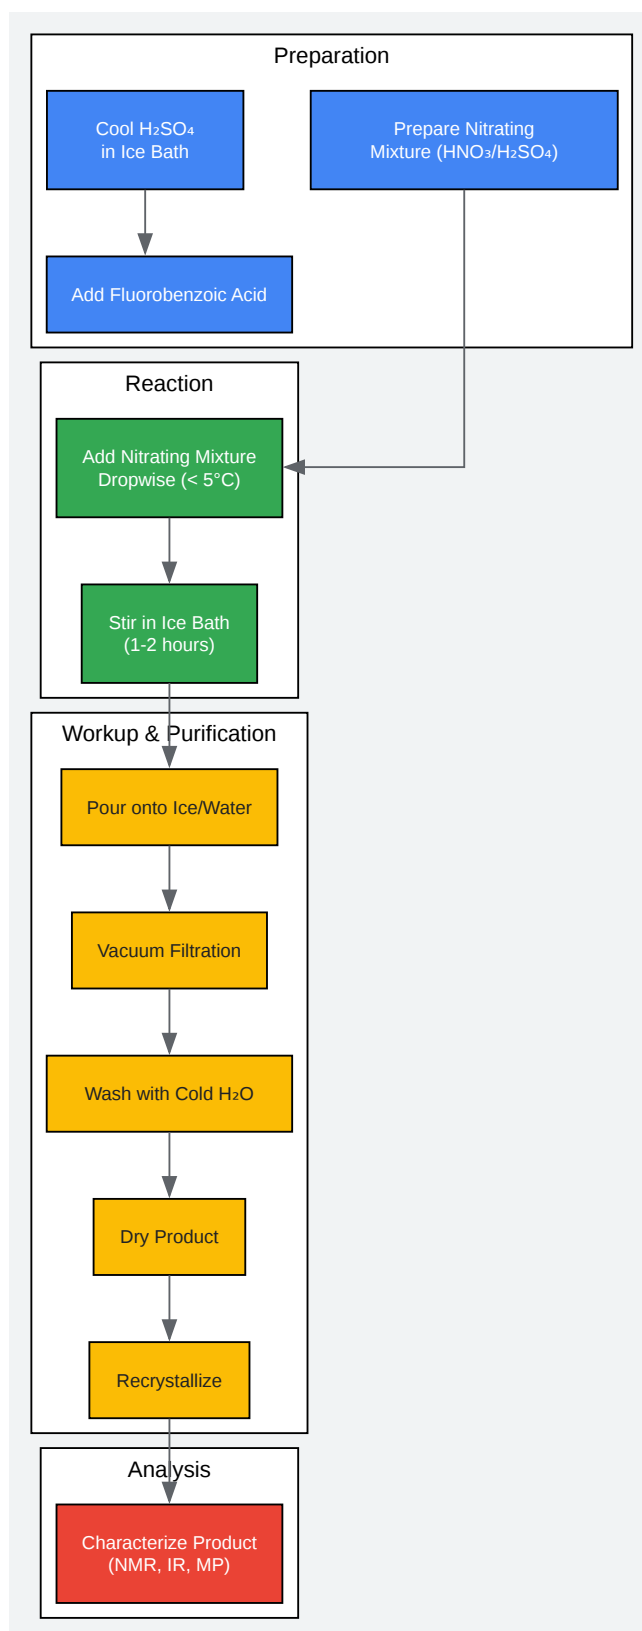 Preparation
Cool H₂SO₄
in Ice Bath
Prepare Nitrating
Mixture (HNO₃/H₂SO₄)
Add Fluorobenzoic Acid
Reaction
Add Nitrating Mixture
Dropwise (< 5°C)
Stir in Ice Bath
(1-2 hours)
Workup & Purification
Pour onto Ice/Water
Vacuum Filtration
Wash with Cold H₂O
Dry Product
Recrystallize
Analysis
Characterize Product
(NMR, IR, MP)